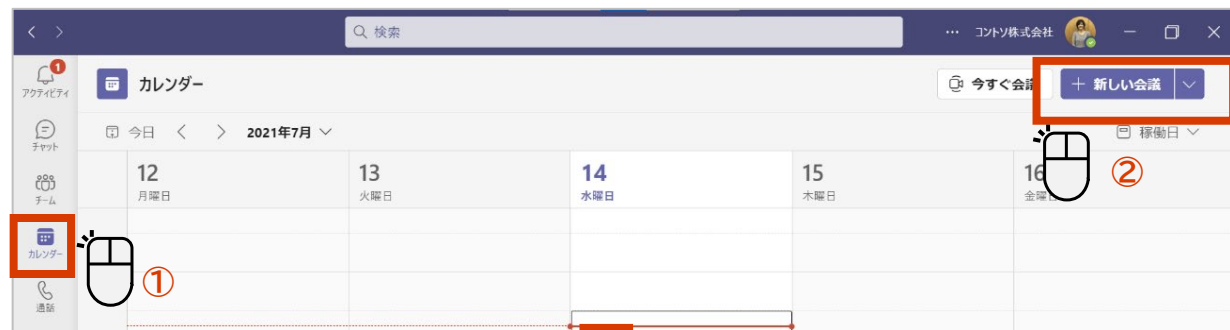 検索
… コントソ株式会社
1
アクティビティ
カレンダー
今すぐ会議
+ 新しい会議
チャット
今日
2021年7月
稼働日
②
チーム
12
13
14
15
16
月曜日
火曜日
水曜日
木曜日
金曜日
カレンダー
①
通話